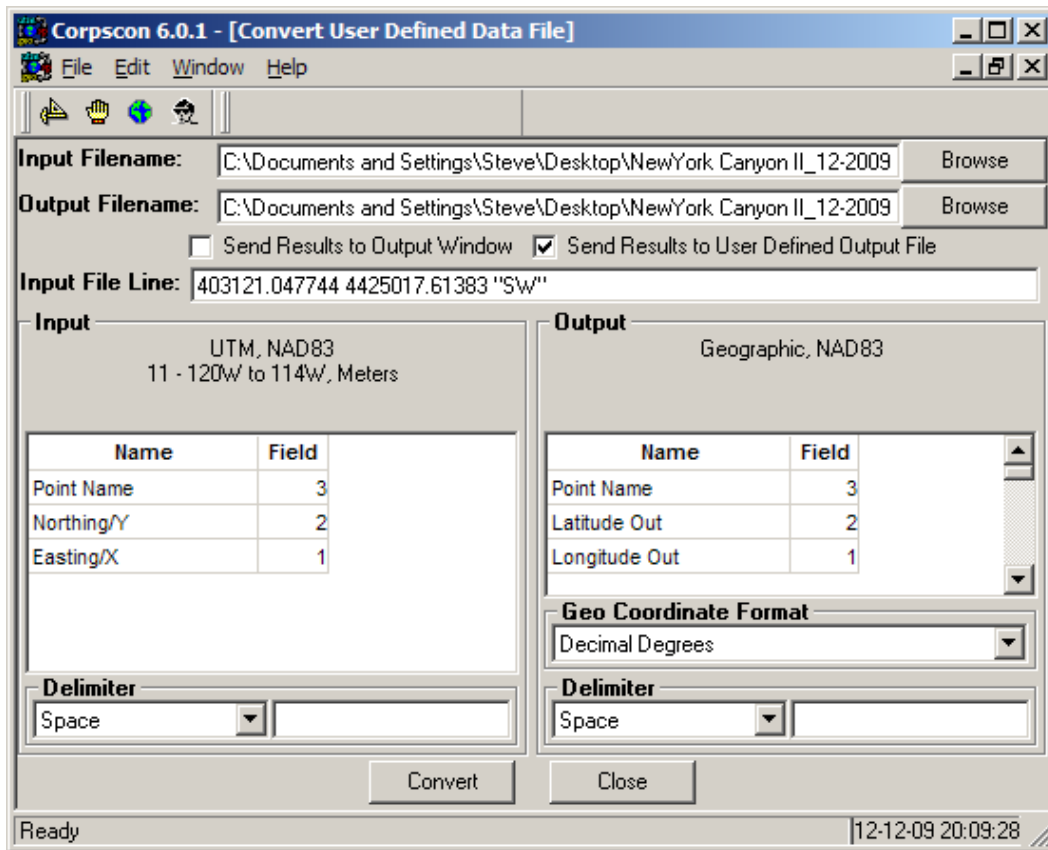 Corpscon 6.0.1 - [Convert User Defined Data File]
File Edit Window Help
Input Filename: C:\Documents and Settings\Steve\Desktop\NewYork Canyon II_12-2009 Browse
Output Filename: C:\Documents and Settings\Steve\Desktop\NewYork Canyon II_12-2009 Browse
Send Results to Output Window Send Results to User Defined Output File
Input File Line: 403121.047744 4425017.61383 "SW"
Input
UTM, NAD83
11 - 120W to 114W, Meters
Name Field
Point Name 3
Northing/Y 2
Easting/X 1
Delimiter
Space
Output
Geographic, NAD83
Name Field
Point Name 3
Latitude Out 2
Longitude Out 1
Geo Coordinate Format
Decimal Degrees
Delimiter
Space
Convert Close
Ready 12-12-09 20:09:28